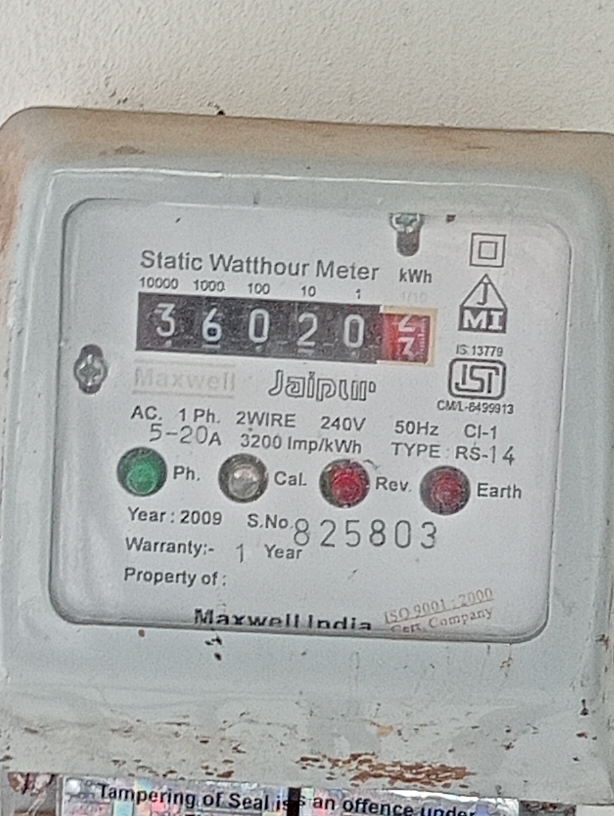 Static Watthour Meter kWh
10000 1000 100 10 1 1/10
3 6 0 2 0
MI
IS:13779
ISI
CM/L-8499913
Maxwell Jaipur
AC. 1 Ph. 2WIRE 240V 50Hz Cl-1
5-20A 3200 Imp/kWh TYPE : RS-14
Ph. Cal. Rev. Earth
Year : 2009 S.No. 825803
Warranty:- 1 Year
Property of :
Maxwell India
ISO 9001 : 2000
Cert. Company
Tampering of Seal is an offence under